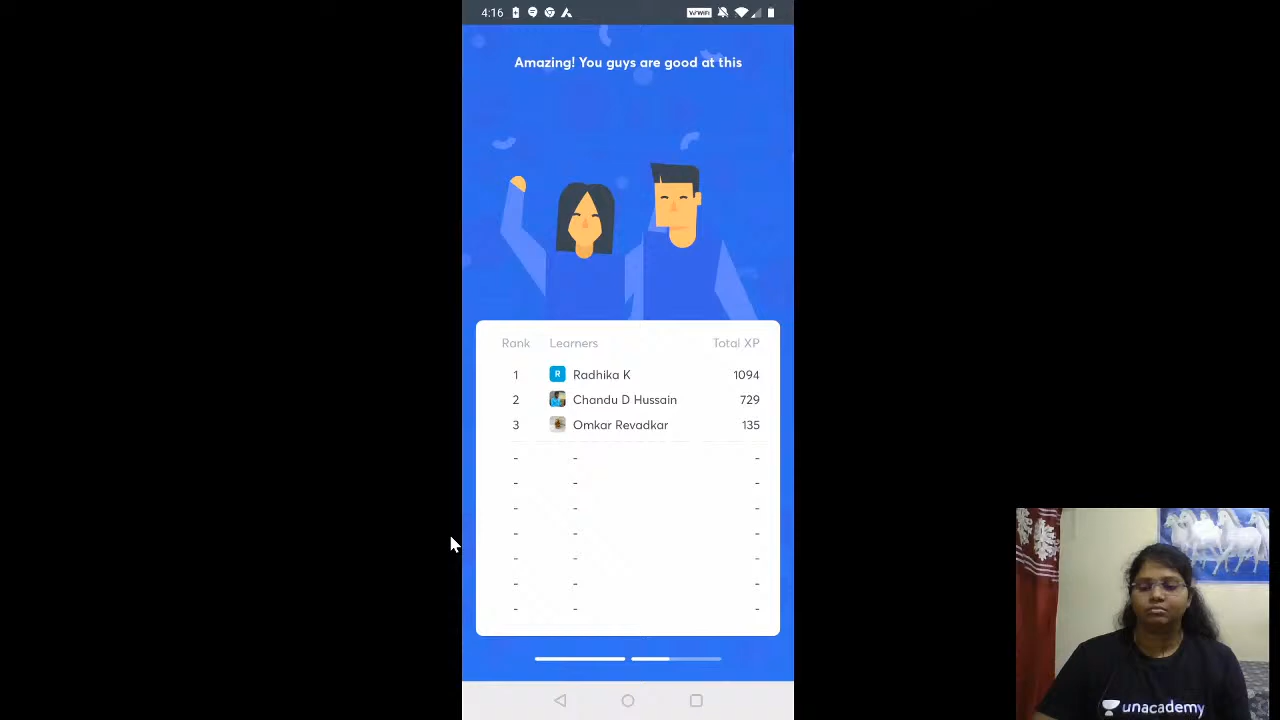 4:16
VoWiFi
Amazing! You guys are good at this
Rank Learners Total XP
1 R Radhika K 1094
2 Chandu D Hussain 729
3 Omkar Revadkar 135
- - -
- - -
- - -
- - -
- - -
- - -
- - -
unacademy